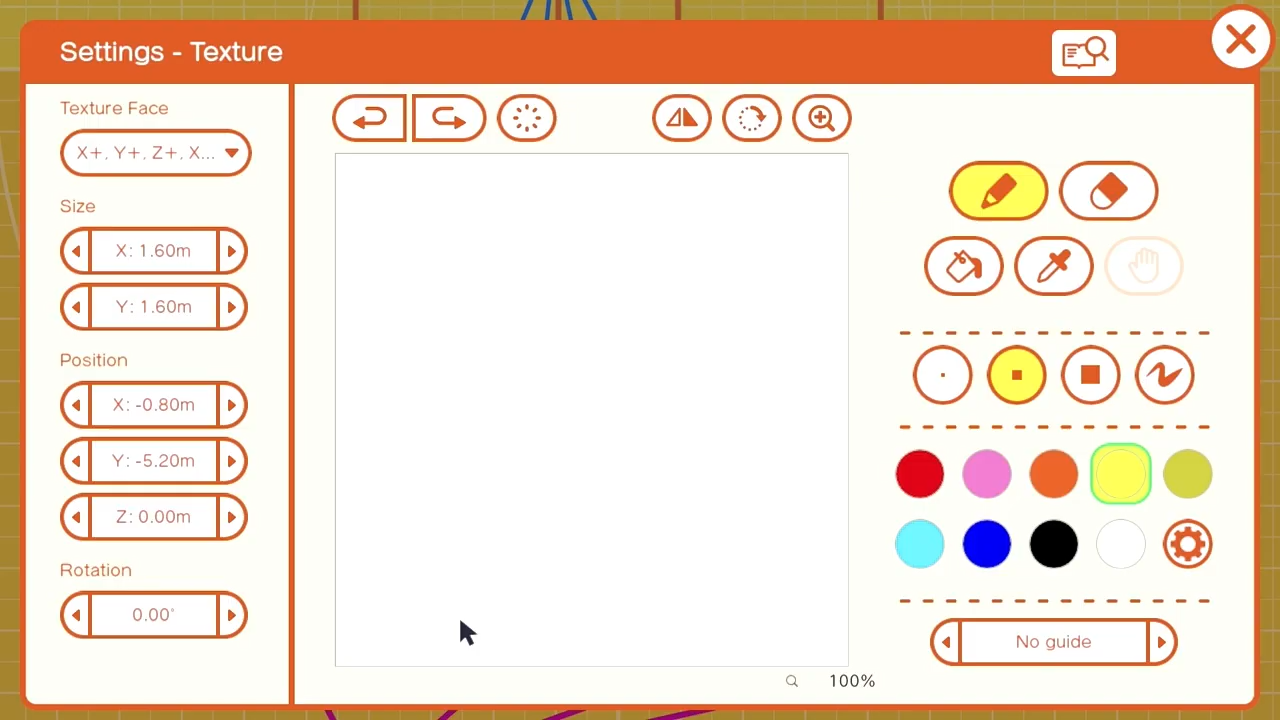 Settings - Texture
Texture Face
X+, Y+, Z+, X...
Size
X: 1.60m
Y: 1.60m
Position
X: -0.80m
Y: -5.20m
Z: 0.00m
Rotation
0.00°
No guide
100%